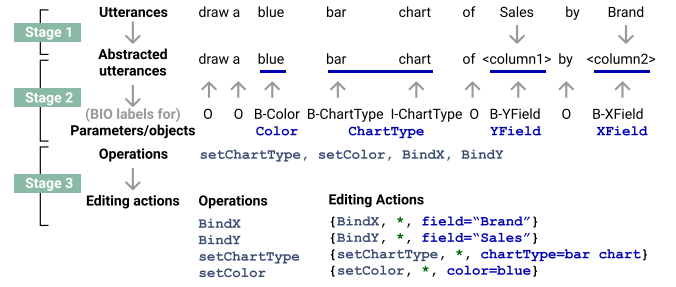 Utterances draw a blue bar chart of Sales by Brand
Stage 1
Abstracted utterances draw a blue bar chart of <column1> by <column2>
Stage 2
(BIO labels for) O O B-Color B-ChartType I-ChartType O B-YField O B-XField
Parameters/objects Color ChartType YField XField
Operations setChartType, setColor, BindX, BindY
Stage 3
Editing actions Operations Editing Actions
BindX {BindX, *, field=“Brand”}
BindY {BindY, *, field=“Sales”}
setChartType {setChartType, *, chartType=bar chart}
setColor {setColor, *, color=blue}